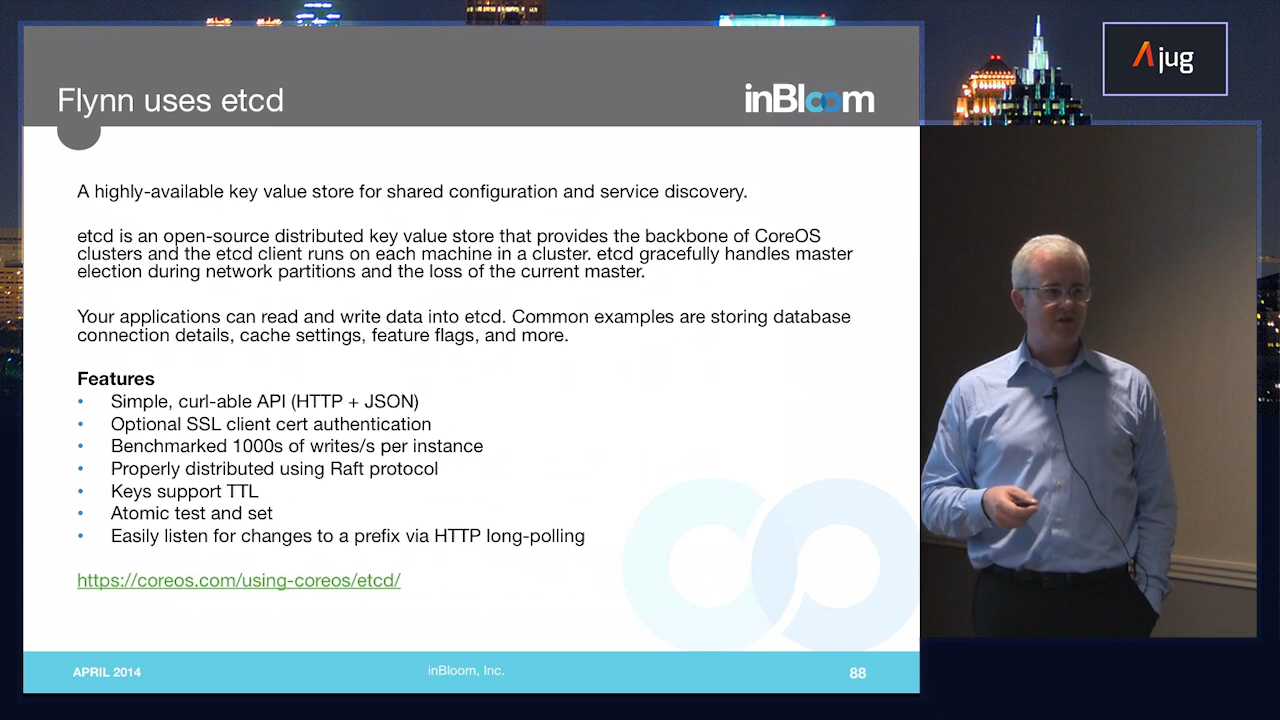 Flynn uses etcd
inBloom
Ajug
A highly-available key value store for shared configuration and service discovery.
etcd is an open-source distributed key value store that provides the backbone of CoreOS
clusters and the etcd client runs on each machine in a cluster. etcd gracefully handles master
election during network partitions and the loss of the current master.
Your applications can read and write data into etcd. Common examples are storing database
connection details, cache settings, feature flags, and more.
Features
• Simple, curl-able API (HTTP + JSON)
• Optional SSL client cert authentication
• Benchmarked 1000s of writes/s per instance
• Properly distributed using Raft protocol
• Keys support TTL
• Atomic test and set
• Easily listen for changes to a prefix via HTTP long-polling
https://coreos.com/using-coreos/etcd/
APRIL 2014
inBloom, Inc.
88